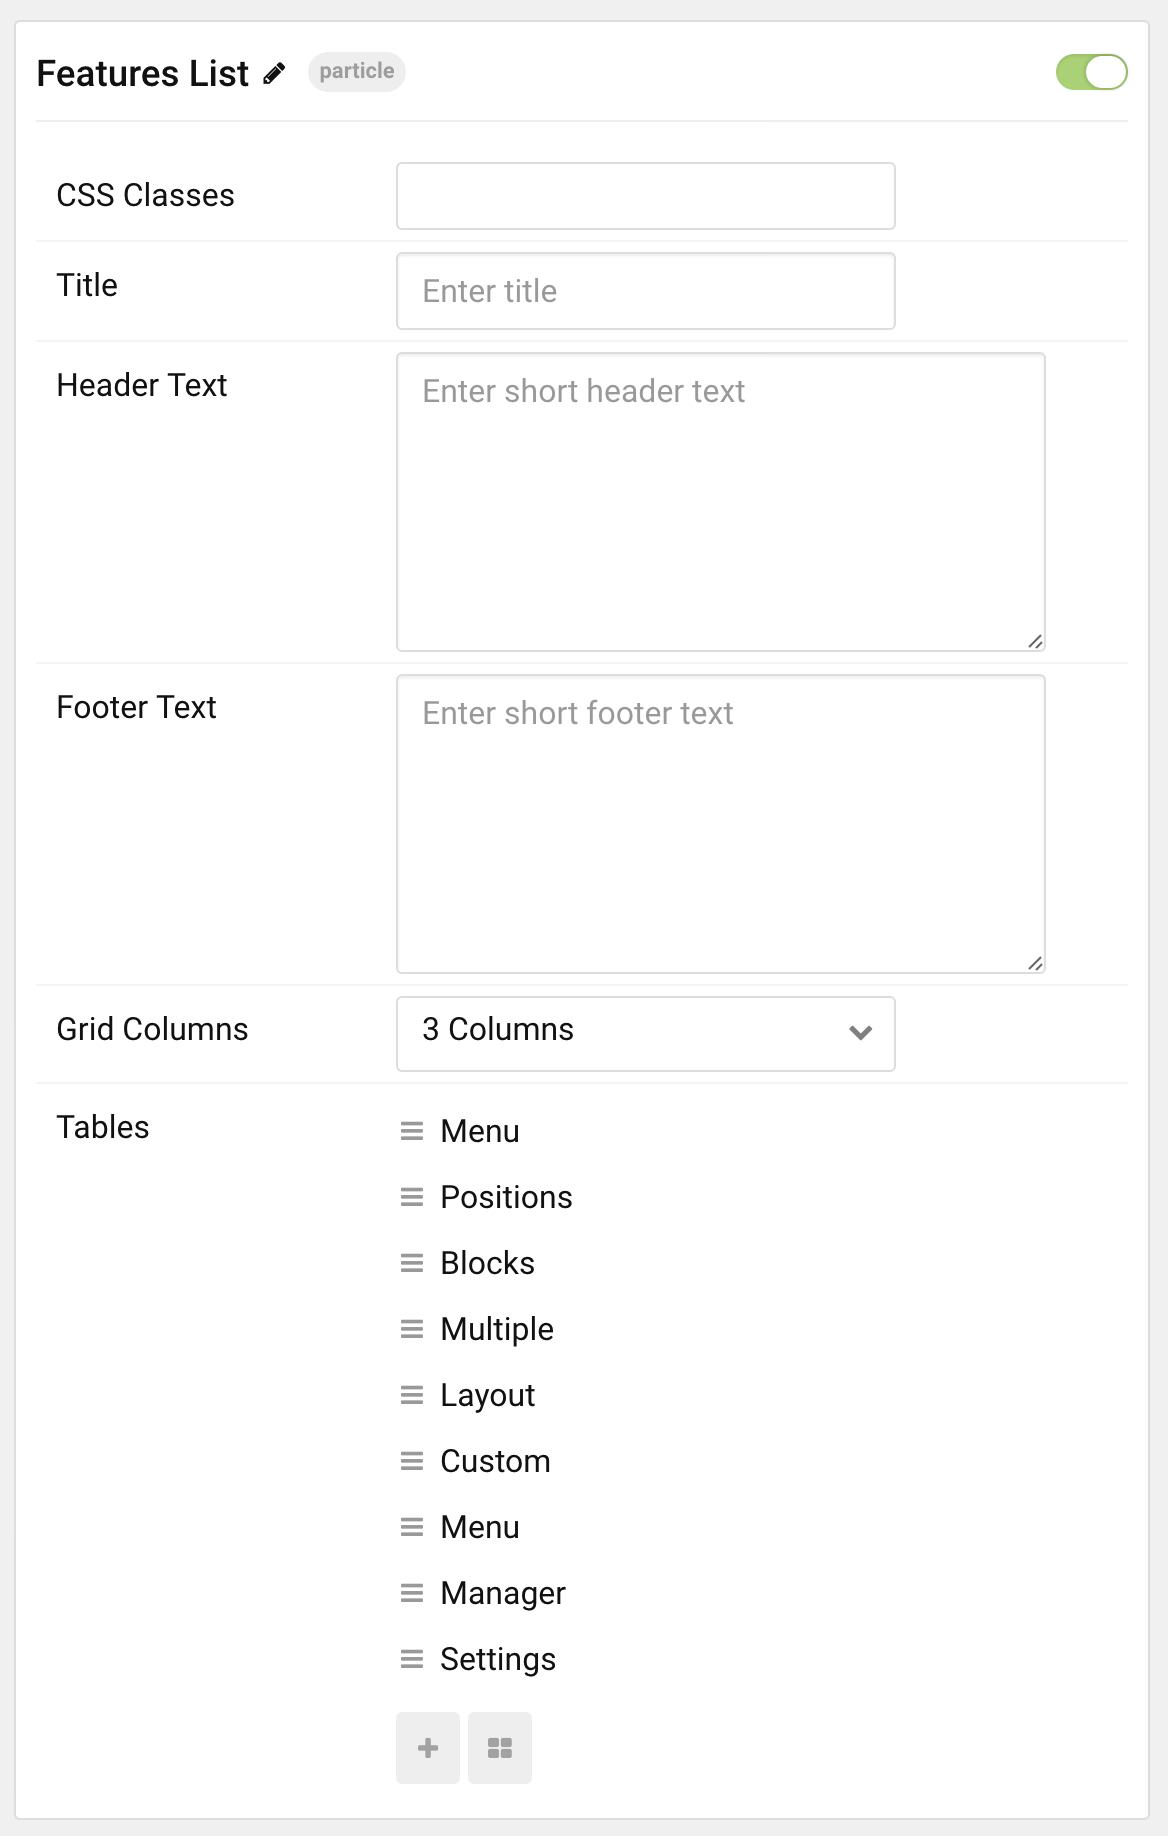 Features List particle
CSS Classes
Title Enter title
Header Text Enter short header text
Footer Text Enter short footer text
Grid Columns 3 Columns
Tables Menu
Positions
Blocks
Multiple
Layout
Custom
Menu
Manager
Settings